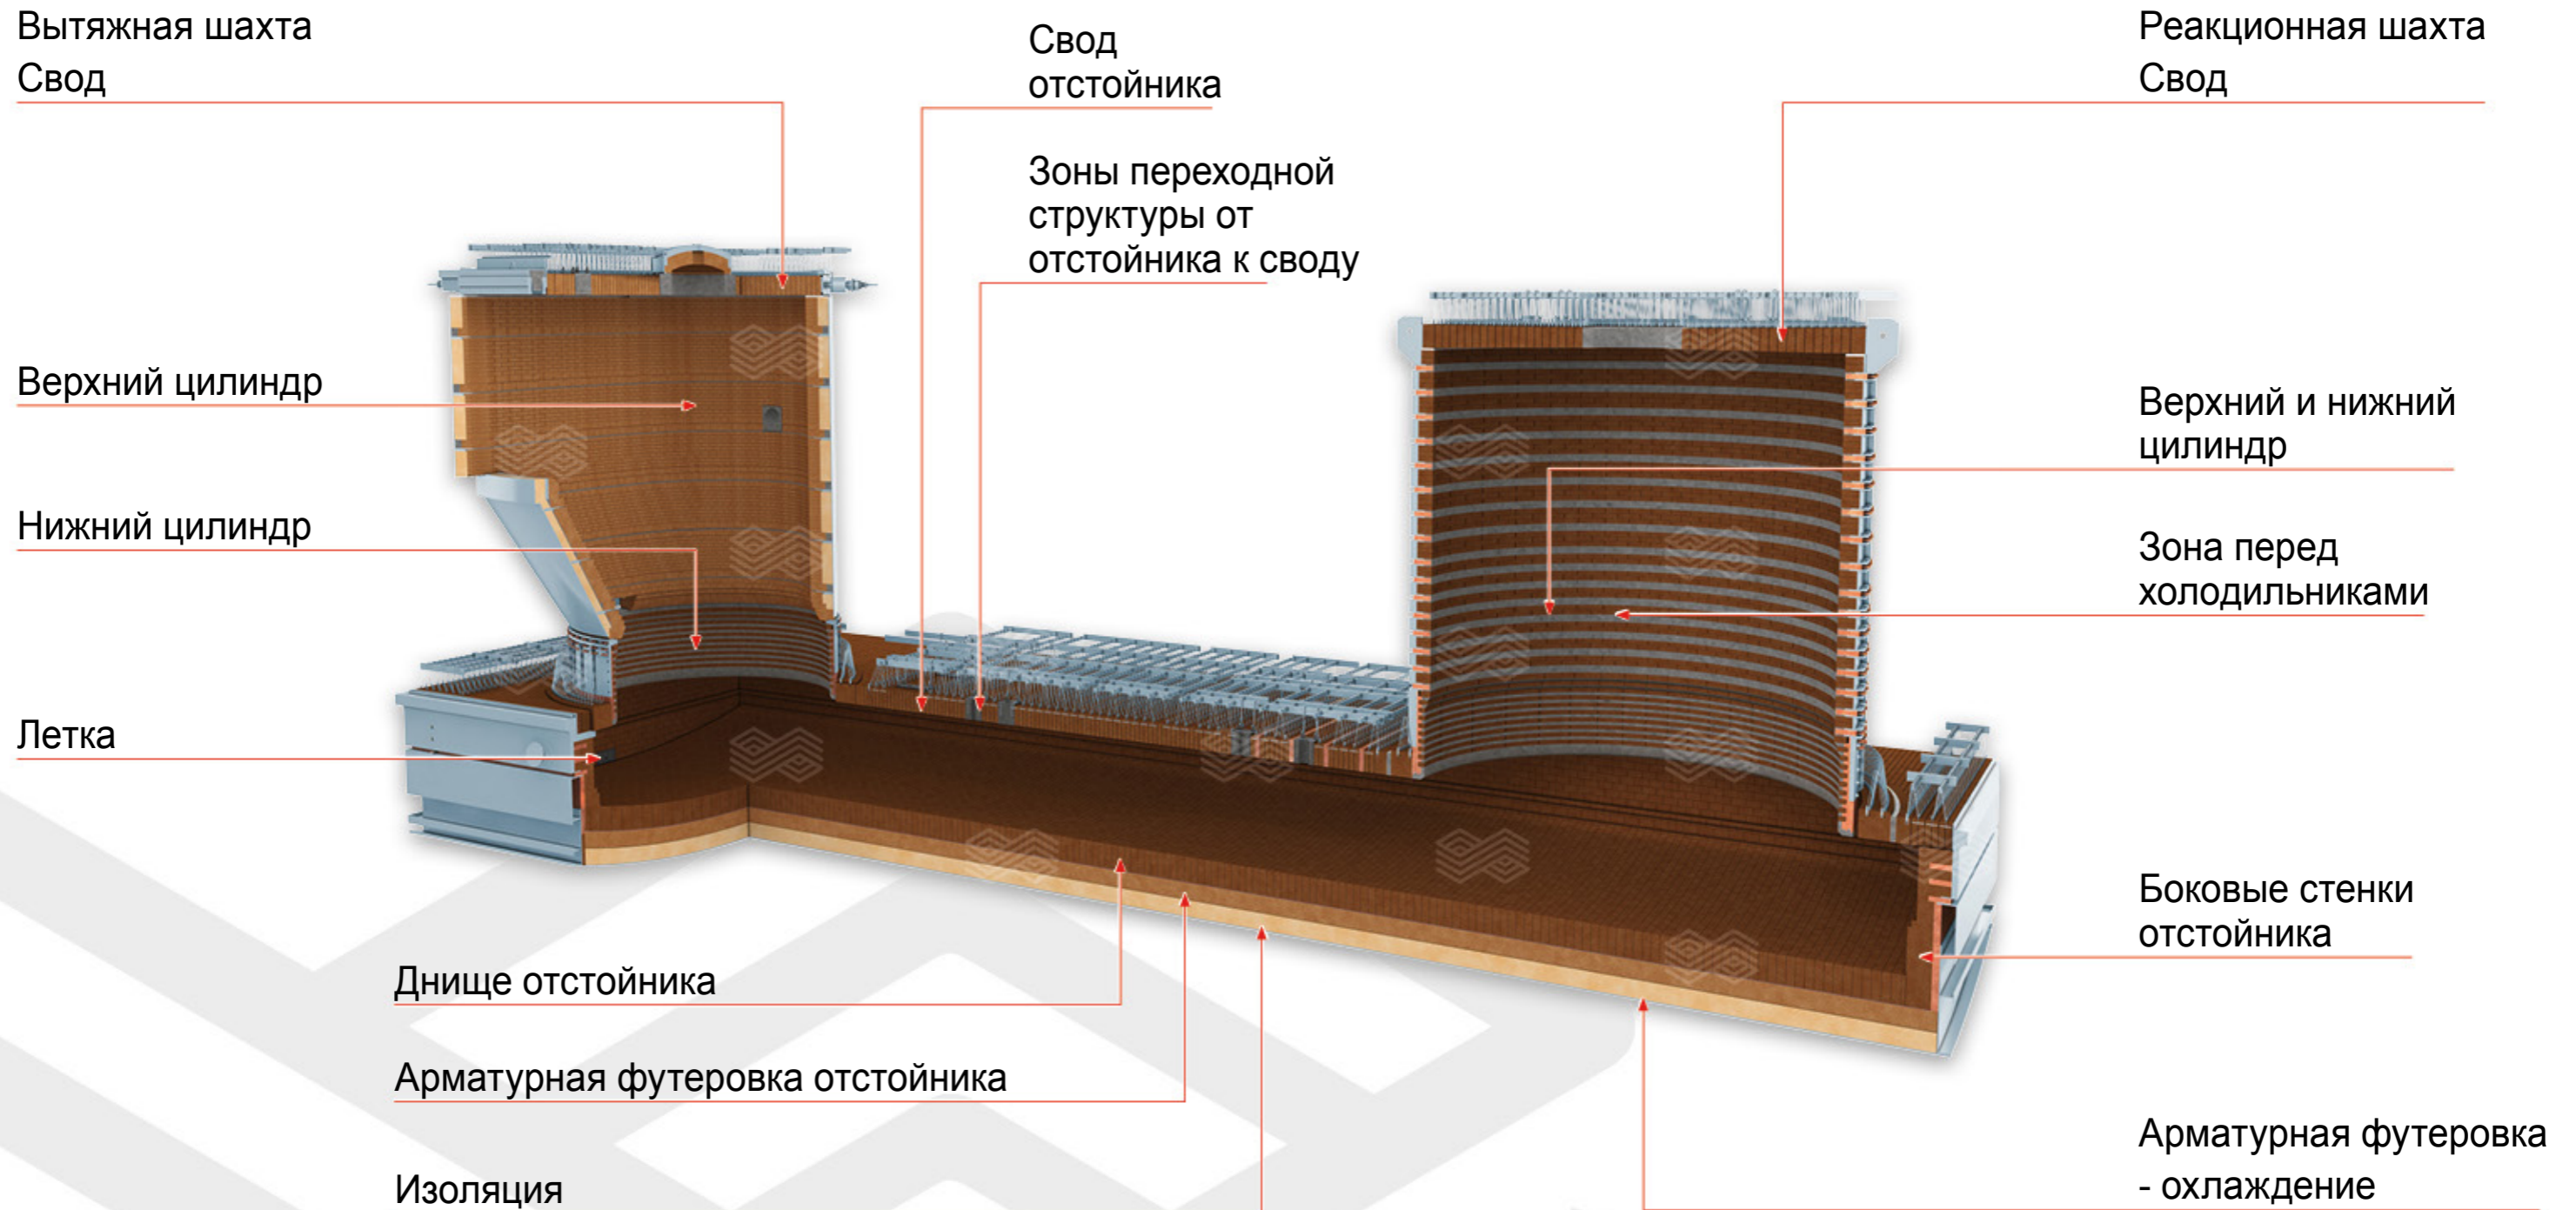 Вытяжная шахта
Свод
Верхний цилиндр
Нижний цилиндр
Летка
Свод
отстойника
Зоны переходной
структуры от
отстойника к своду
Реакционная шахта
Свод
Верхний и нижний
цилиндр
Зона перед
холодильниками
Боковые стенки
отстойника
Днище отстойника
Арматурная футеровка отстойника
Изоляция
Арматурная футеровка
- охлаждение